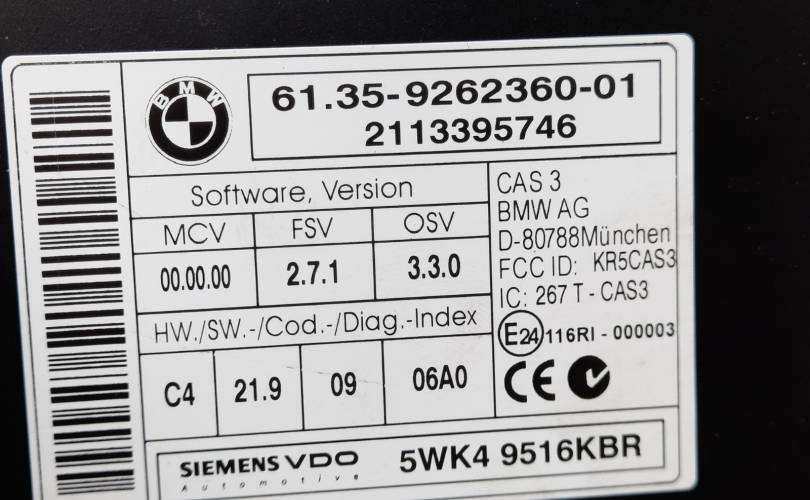 BMW
61.35-9262360-01
2113395746
Software, Version
MCV FSV OSV
00.00.00 2.7.1 3.3.0
HW./SW.-/Cod.-/Diag.-Index
C4 21.9 09 06A0
CAS 3
BMW AG
D-80788München
FCC ID: KR5CAS3
IC: 267 T - CAS3
E24 116RI - 000003
CE
SIEMENS VDO
Automotive
5WK4 9516KBR